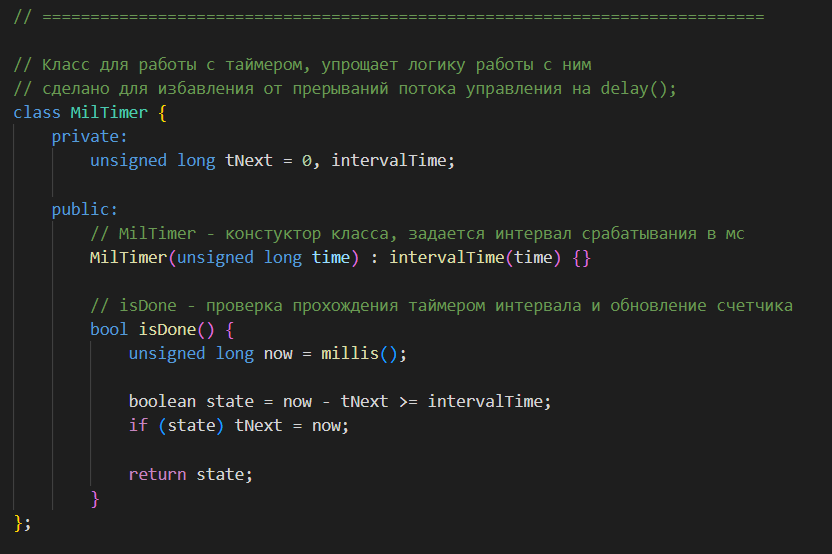 // ===========================================================================
// Класс для работы с таймером, упрощает логику работы с ним
// сделано для избавления от прерываний потока управления на delay();
class MilTimer {
private:
unsigned long tNext = 0, intervalTime;
public:
// MilTimer - констуктор класса, задается интервал срабатывания в мс
MilTimer(unsigned long time) : intervalTime(time) {}
// isDone - проверка прохождения таймером интервала и обновление счетчика
bool isDone() {
unsigned long now = millis();
boolean state = now - tNext >= intervalTime;
if (state) tNext = now;
return state;
}
};